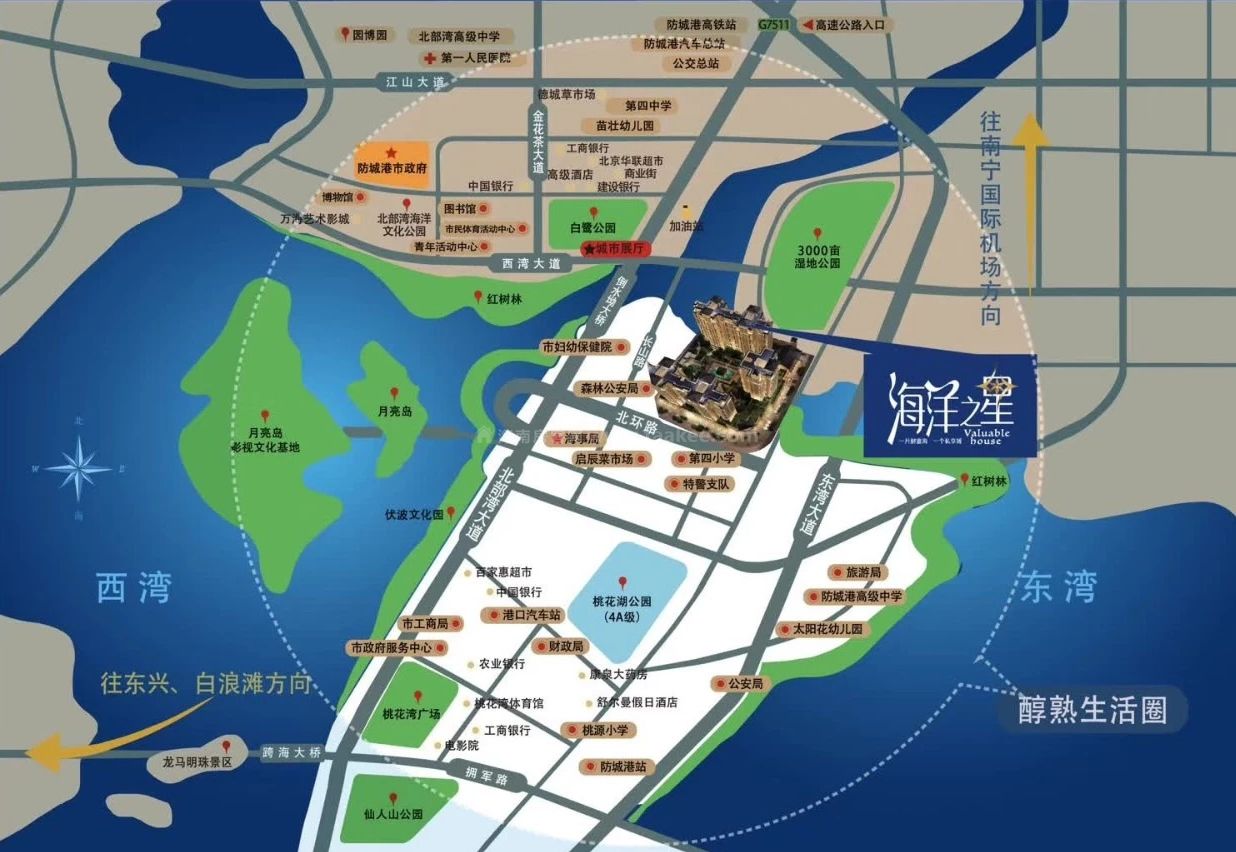 图博园
北部湾高级中学
第一人民医院
防城港高铁站
G7511
高速公路入口
防城港汽车总站
公交总站
江山大道
德城草市场
第四中学
金花茶大道
苗壮幼儿园
往南宁国际机场方向
防城港市政府
工商银行
北京华联超市
高级酒店
商业街
中国银行
建设银行
博物馆
万海艺术影城
北部湾海洋
文化公园
图书馆
市民体育活动中心
青年活动中心
白鹭公园
加油站
城市展厅
3000亩
湿地公园
西湾大道
红树林
倒水坳大桥
市妇幼保健院
长山路
森林公安局
北环路
月亮岛
月亮岛
影视文化基地
海事局
启辰菜市场
第四小学
特警支队
海洋之星
Valuable
house
北
W
E
南
红树林
伏波文化园
北部湾大道
东湾大道
西湾
东湾
百家惠超市
中国银行
桃花湖公园
(4A级)
旅游局
防城港高级中学
港口汽车站
市工商局
太阳花幼儿园
市政府服务中心
财政局
农业银行
康泉大药房
公安局
往东兴、白浪滩方向
桃花湾广场
桃花湾体育馆
舒尔曼假日酒店
醇熟生活圈
工商银行
桃源小学
电影院
跨海大桥
龙马明珠景区
拥军路
防城港站
仙人山公园